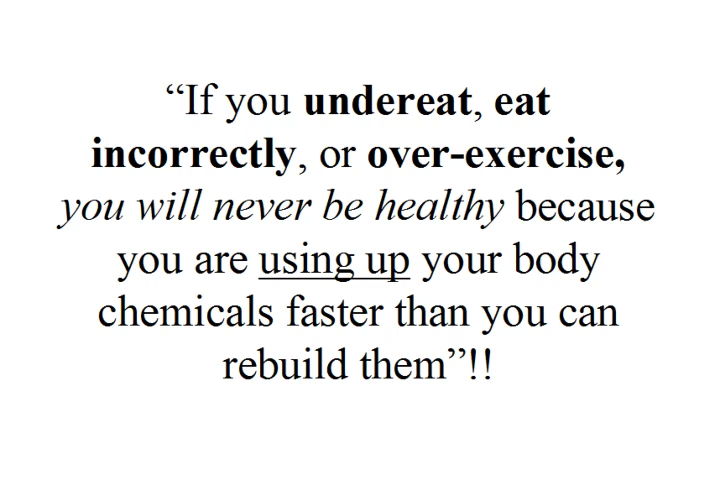 “If you undereat, eat
incorrectly, or over-exercise,
you will never be healthy because
you are using up your body
chemicals faster than you can
rebuild them”!!